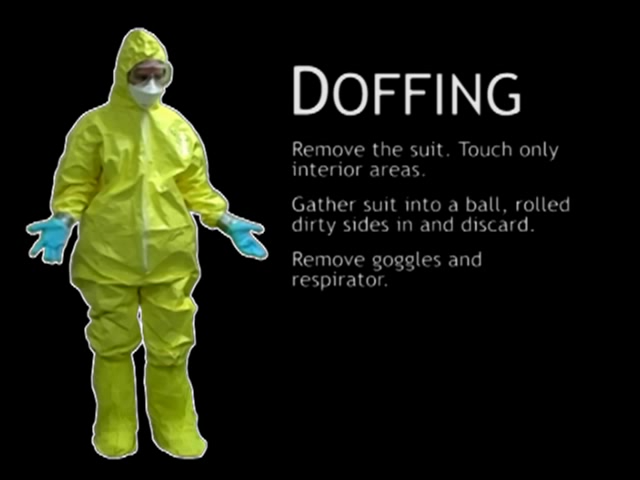 DOFFING
Remove the suit. Touch only
interior areas.
Gather suit into a ball, rolled
dirty sides in and discard.
Remove goggles and
respirator.